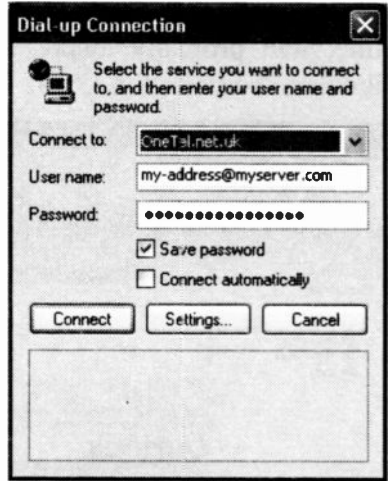 Dial-up Connection
Select the service you want to connect
to, and then enter your user name and
password.
Connect to: OneTel.net.uk
User name: my-address@myserver.com
Password: ●●●●●●●●●●●●●●●●
Save password
Connect automatically
Connect Settings... Cancel